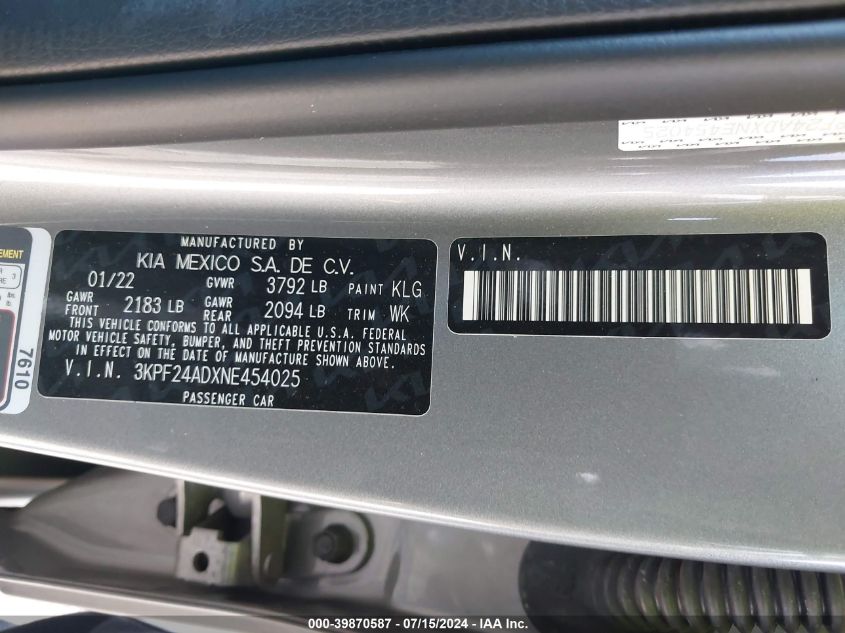 MANUFACTURED BY
KIA MEXICO S.A. DE C.V.
01/22 GVWR 3792 LB PAINT KLG
GAWR FRONT 2183 LB GAWR REAR 2094 LB TRIM WK
THIS VEHICLE CONFORMS TO ALL APPLICABLE U.S.A. FEDERAL
MOTOR VEHICLE SAFETY, BUMPER, AND THEFT PREVENTION STANDARDS
IN EFFECT ON THE DATE OF MANUFACTURE SHOWN ABOVE.
V.I.N. 3KPF24ADXNE454025
PASSENGER CAR
V.I.N.
7610
000-39870587 - 07/15/2024 - IAA Inc.